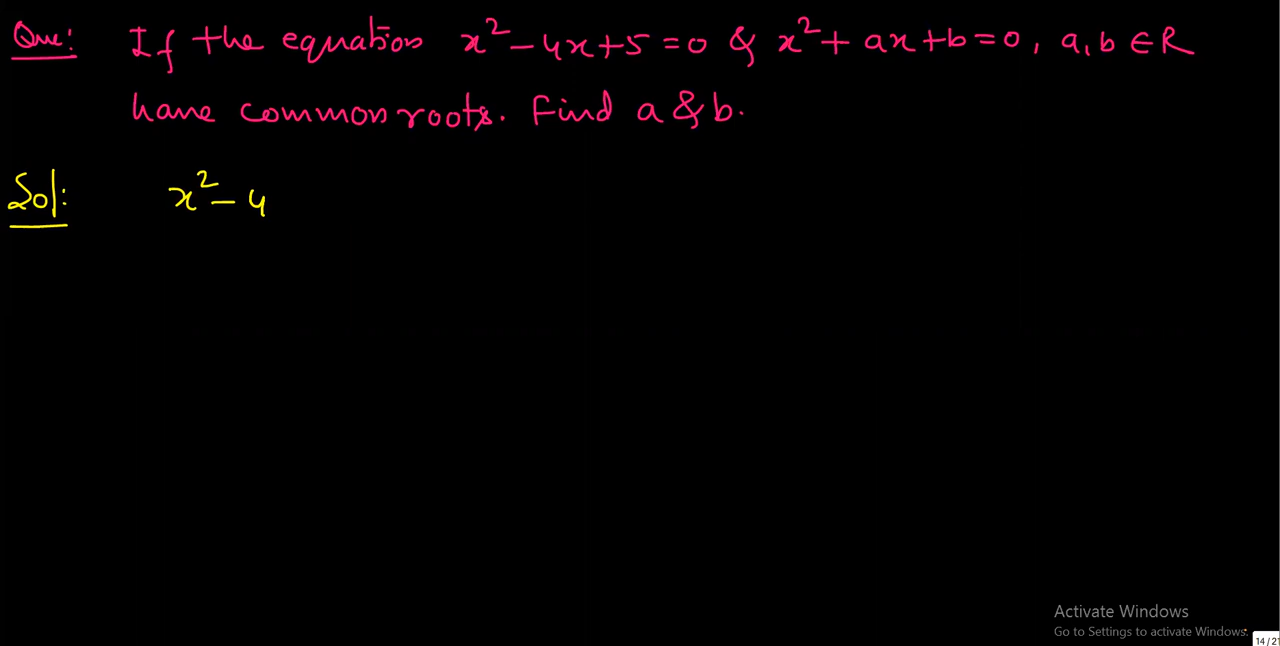 Que: If the equation x² - 4x + 5 = 0 & x² + ax + b = 0, a, b ∈ R
have common roots. Find a & b.
Sol: x² - 4
Activate Windows
Go to Settings to activate Windows.
14 / 21